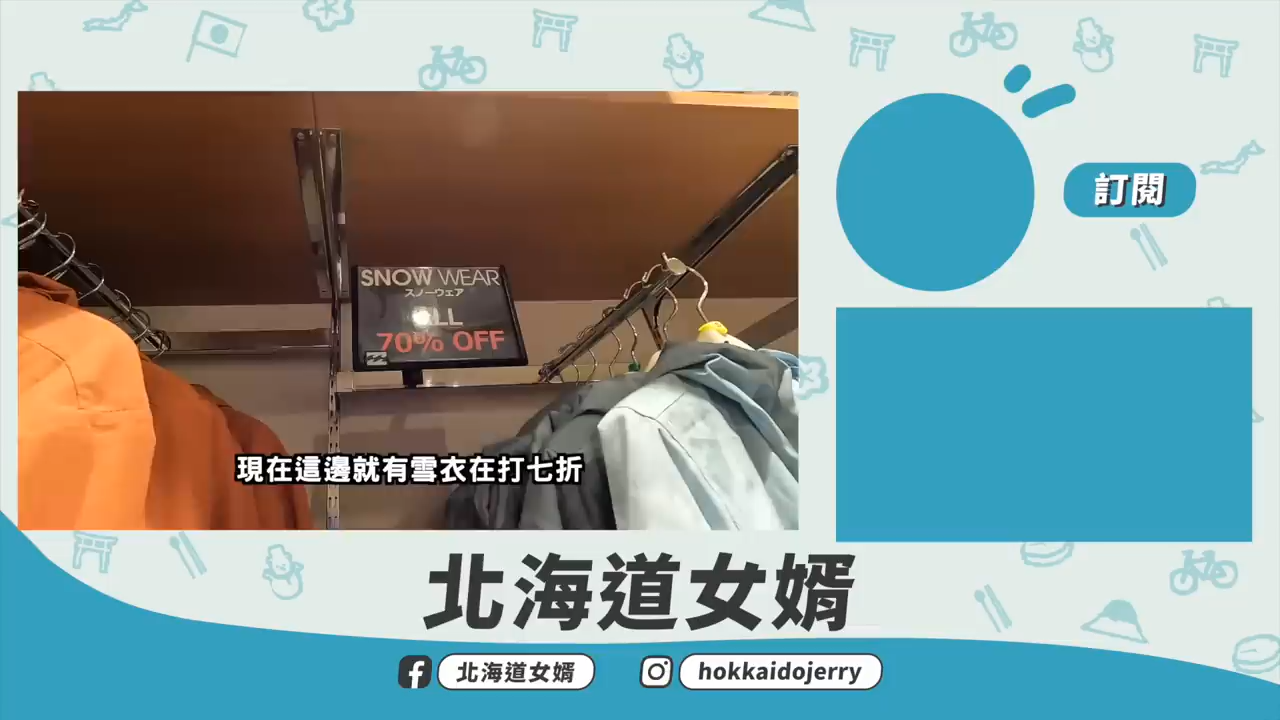 訂閱
SNOW WEAR
スノーウェア
ALL
70% OFF
現在這邊就有雪衣在打七折
北海道女婿
北海道女婿
hokkaidojerry